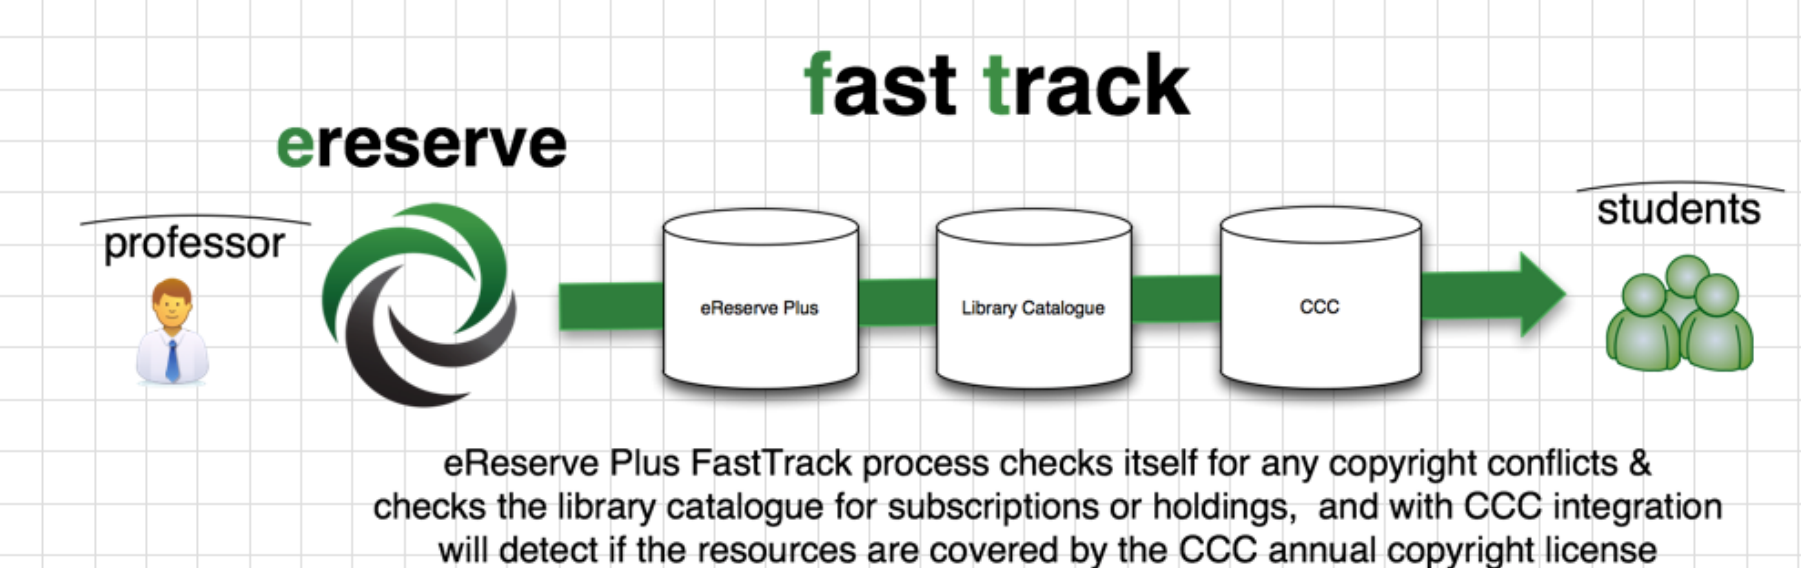 fast track
ereserve
professor
students
eReserve Plus
Library Catalogue
CCC
eReserve Plus FastTrack process checks itself for any copyright conflicts &
checks the library catalogue for subscriptions or holdings, and with CCC integration
will detect if the resources are covered by the CCC annual copyright license